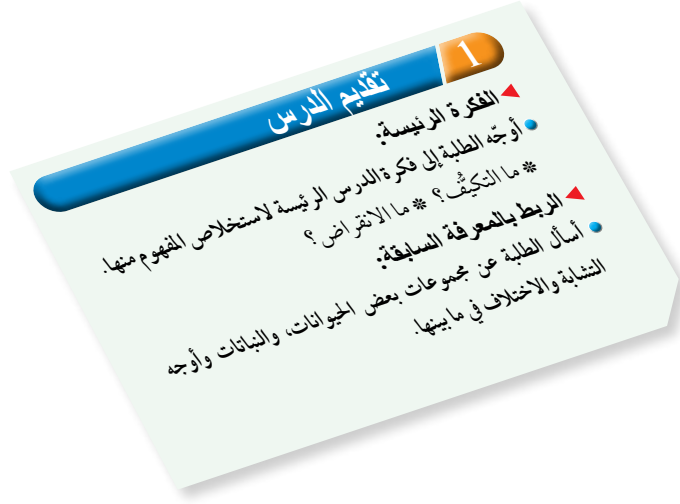 1 تقديم الدرس
الفكرة الرئيسة:
أوجّه الطلبة إلى فكرة الدرس الرئيسة لاستخلاص المفهوم منها.
* ما التكيُّف؟ * ما الانقراض؟
الربط بالمعرفة السابقة:
أسأل الطلبة عن مجموعات بعض الحيوانات، والنباتات وأوجه
التشابة والاختلاف في ما بينها.